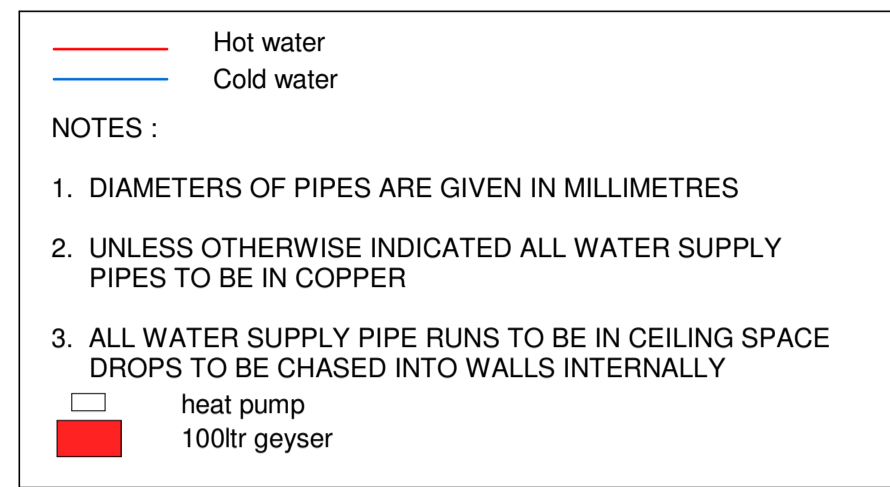 Hot water
Cold water
NOTES :
1. DIAMETERS OF PIPES ARE GIVEN IN MILLIMETRES
2. UNLESS OTHERWISE INDICATED ALL WATER SUPPLY
PIPES TO BE IN COPPER
3. ALL WATER SUPPLY PIPE RUNS TO BE IN CEILING SPACE
DROPS TO BE CHASED INTO WALLS INTERNALLY
heat pump
100ltr geyser